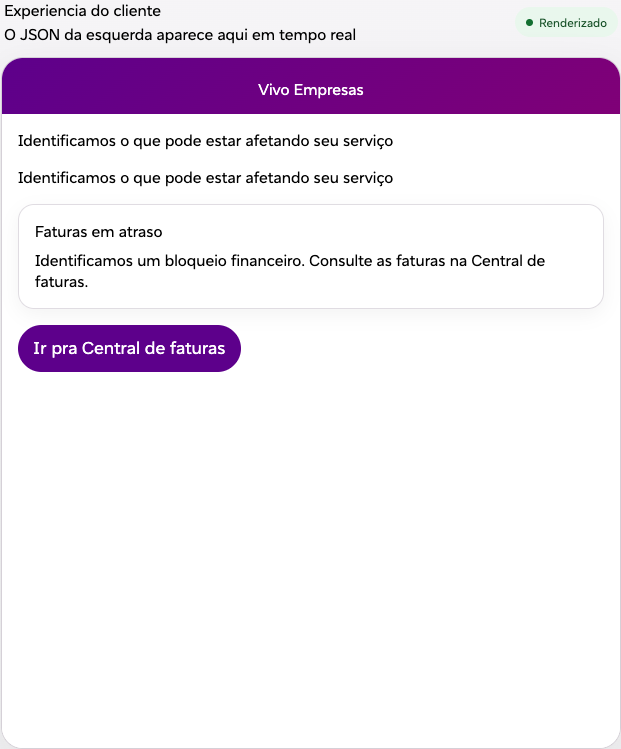 Experiencia do cliente
O JSON da esquerda aparece aqui em tempo real
Renderizado
Vivo Empresas
Identificamos o que pode estar afetando seu serviço
Identificamos o que pode estar afetando seu serviço
Faturas em atraso
Identificamos um bloqueio financeiro. Consulte as faturas na Central de
faturas.
Ir pra Central de faturas